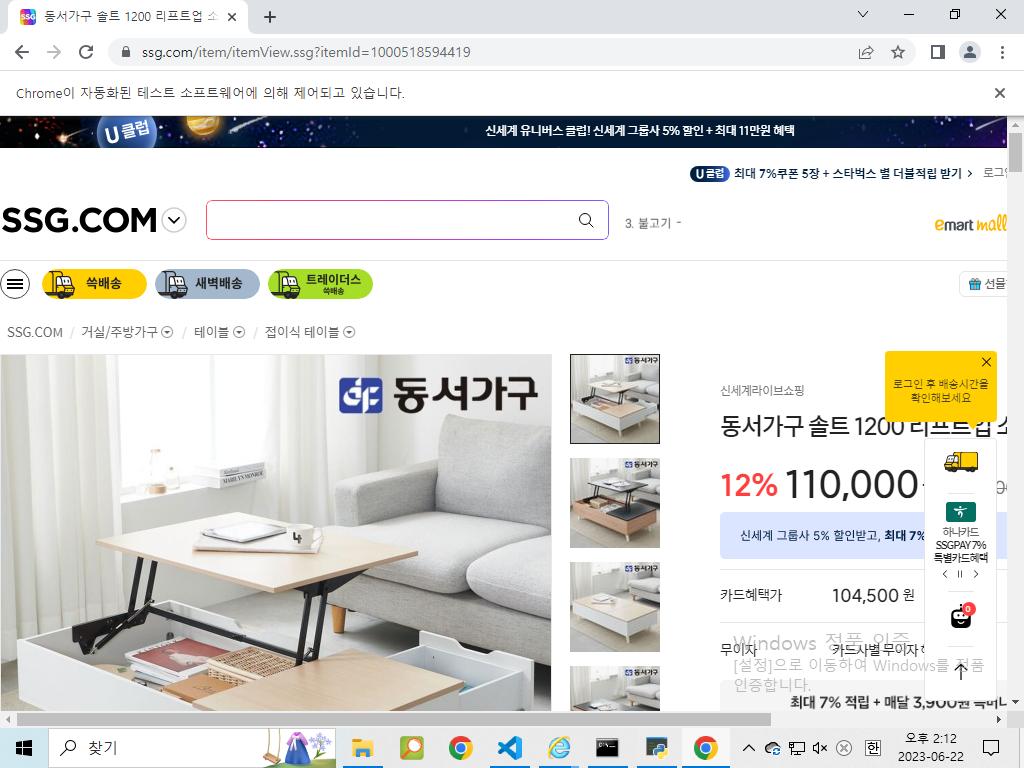 동서가구 솔트 1200 리프트업 소
ssg.com/item/itemView.ssg?itemId=1000518594419
Chrome이 자동화된 테스트 소프트웨어에 의해 제어되고 있습니다.
U클럽
신세계 유니버스 클럽! 신세계 그룹사 5% 할인 + 최대 11만원 혜택
U클럽 최대 7%쿠폰 5장 + 스타벅스 별 더블적립 받기 >
SSG.COM
3. 불고기 -
emart mall
쓱배송
새벽배송
트레이더스
쓱배송
선물
SSG.COM / 거실/주방가구 / 테이블 / 접이식 테이블
동서가구
로그인 후 배송시간을
확인해보세요
신세계라이브쇼핑
동서가구 솔트 1200 리프트업 소
12% 110,000
신세계 그룹사 5% 할인받고, 최대 7%
하나카드
SSGPAY 7%
특별카드혜택
카드혜택가 104,500 원
0
무이자 카드사별 무이자
Windows 정품 인증
[설정]으로 이동하여 Windows를 정품
인증합니다.
최대 7% 적립 + 매달 3,900원
찾기
한
오후 2:12
2023-06-22